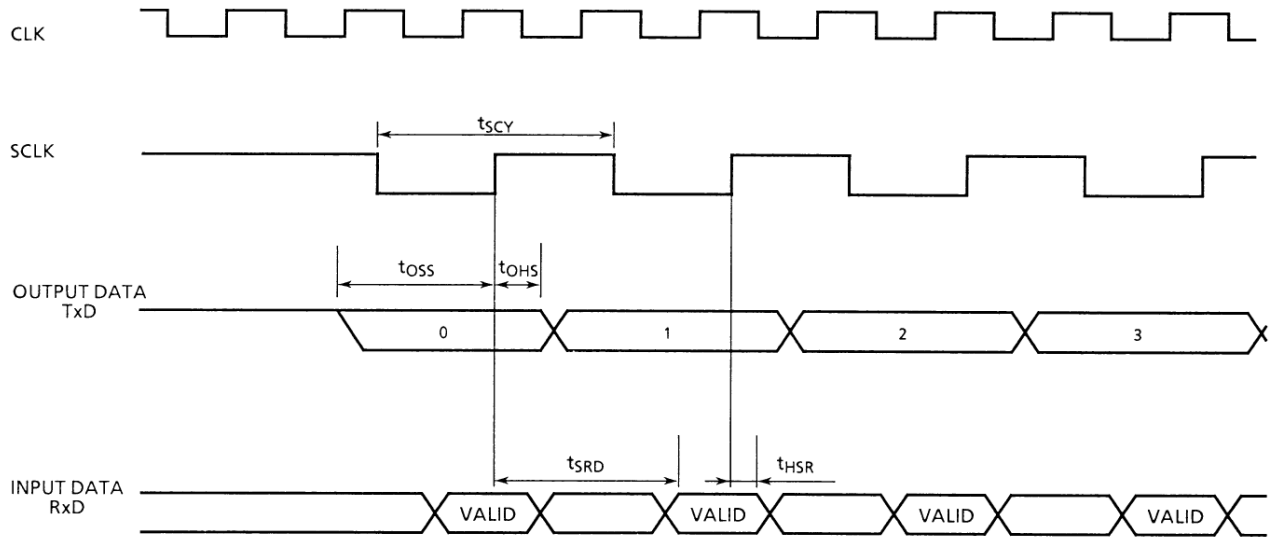 CLK
tSCY
SCLK
tOSS
tOHS
OUTPUT DATA
TxD
0
1
2
3
tSRD
tHSR
INPUT DATA
RxD
VALID
VALID
VALID
VALID